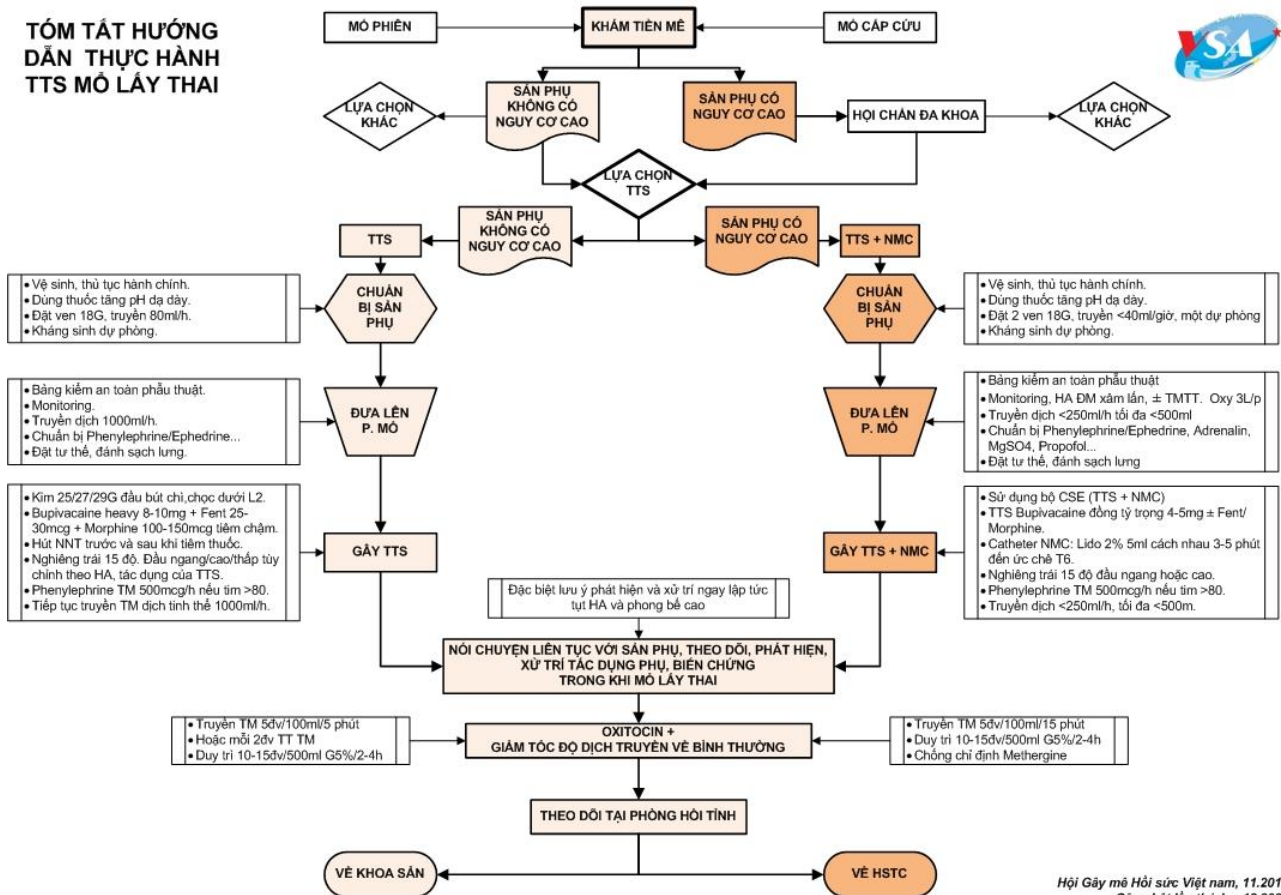 TÓM TẮT HƯỚNG
DẪN THỰC HÀNH
TTS MỔ LẤY THAI
MỔ PHIÊN
KHÁM TIỀN MÊ
MỔ CẤP CỨU
VSA
LỰA CHỌN
KHÁC
SẢN PHỤ
KHÔNG CÓ
NGUY CƠ CAO
SẢN PHỤ CÓ
NGUY CƠ CAO
HỘI CHẨN ĐA KHOA
LỰA CHỌN
KHÁC
LỰA CHỌN
TTS
TTS
SẢN PHỤ
KHÔNG CÓ
NGUY CƠ CAO
SẢN PHỤ CÓ
NGUY CƠ CAO
TTS + NMC
• Vệ sinh, thủ tục hành chính.
• Dùng thuốc tăng pH dạ dày.
• Đặt ven 18G, truyền 80ml/h.
• Kháng sinh dự phòng.
CHUẨN
BỊ SẢN
PHỤ
CHUẨN
BỊ SẢN
PHỤ
• Vệ sinh, thủ tục hành chính.
• Dùng thuốc tăng pH dạ dày.
• Đặt 2 ven 18G, truyền <40ml/giờ, một dự phòng
• Kháng sinh dự phòng.
• Bảng kiểm an toàn phẫu thuật.
• Monitoring.
• Truyền dịch 1000ml/h.
• Chuẩn bị Phenylephrine/Ephedrine...
• Đặt tư thế, đánh sạch lưng.
ĐƯA LÊN
P. MỔ
ĐƯA LÊN
P. MỔ
• Bảng kiểm an toàn phẫu thuật
• Monitoring, HA ĐM xâm lấn, ± TMTT. Oxy 3L/p
• Truyền dịch <250ml/h tối đa <500ml
• Chuẩn bị Phenylephrine/Ephedrine, Adrenalin,
MgSO4, Propofol...
• Đặt tư thế, đánh sạch lưng
• Kim 25/27/29G đầu bút chì,chọc dưới L2.
• Bupivacaine heavy 8-10mg + Fent 25-
30mcg + Morphine 100-150mcg tiêm chậm.
• Hút NNT trước và sau khi tiêm thuốc.
• Nghiêng trái 15 độ. Đầu ngang/cao/thấp tùy
chỉnh theo HA, tác dụng của TTS.
• Phenylephrine TM 500mcg/h nếu tim >80.
• Tiếp tục truyền TM dịch tinh thể 1000ml/h.
GÂY TTS
GÂY TTS + NMC
• Sử dụng bộ CSE (TTS + NMC)
• TTS Bupivacaine đồng tỷ trọng 4-5mg ± Fent/
Morphine.
• Catheter NMC: Lido 2% 5ml cách nhau 3-5 phút
đến ức chế T6.
• Nghiêng trái 15 độ đầu ngang hoặc cao.
• Phenylephrine TM 500mcg/h nếu tim >80.
• Truyền dịch <250ml/h, tối đa <500m.
Đặc biệt lưu ý phát hiện và xử trí ngay lập tức
tụt HA và phong bế cao
NÓI CHUYỆN LIÊN TỤC VỚI SẢN PHỤ, THEO DÕI, PHÁT HIỆN,
XỬ TRÍ TÁC DỤNG PHỤ, BIẾN CHỨNG
TRONG KHI MỔ LẤY THAI
• Truyền TM 5đv/100ml/5 phút
• Hoặc mỗi 2đv TT TM
• Duy trì 10-15đv/500ml G5%/2-4h
OXITOCIN +
GIẢM TỐC ĐỘ DỊCH TRUYỀN VỀ BÌNH THƯỜNG
• Truyền TM 5đv/100ml/15 phút
• Duy trì 10-15đv/500ml G5%/2-4h
• Chống chỉ định Methergine
THEO DÕI TẠI PHÒNG HỒI TỈNH
VỀ KHOA SẢN
VỀ HSTC
Hội Gây mê Hồi sức Việt nam, 11.201